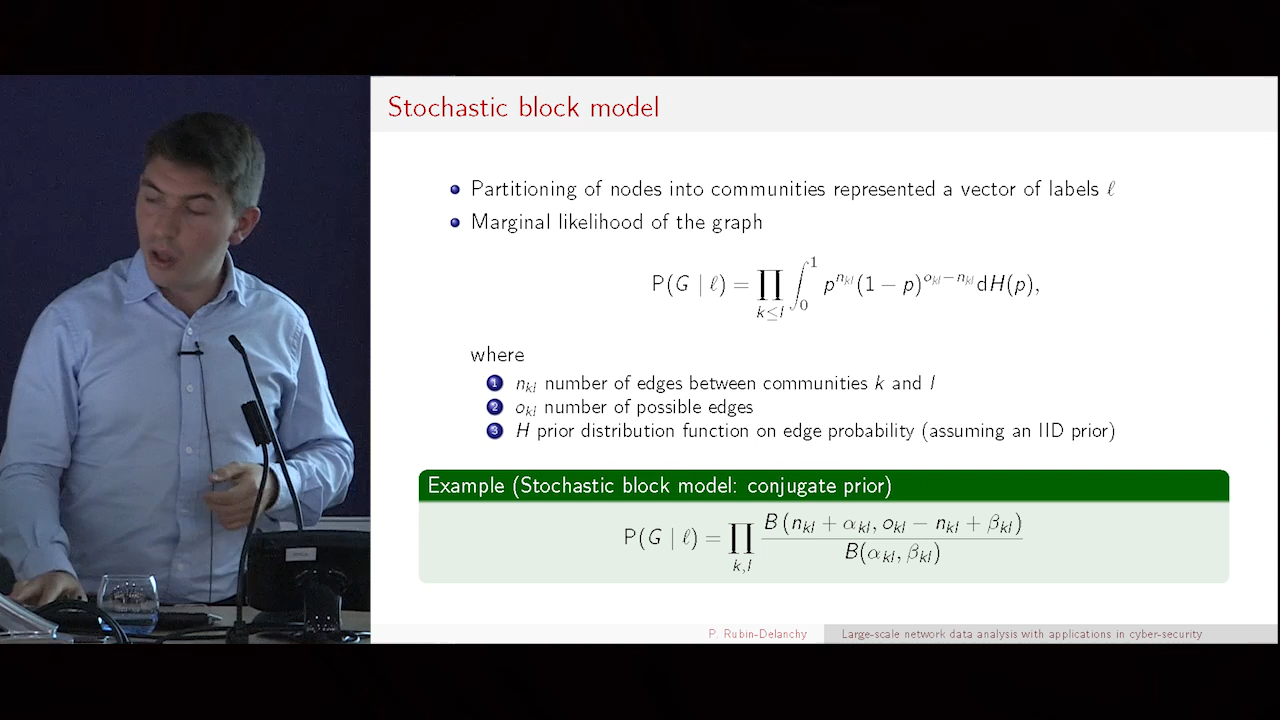 Stochastic block model
Partitioning of nodes into communities represented a vector of labels ℓ
Marginal likelihood of the graph
P(G | ℓ) = ∏_{k≤l} ∫_0^1 p^{n_{kl}}(1 − p)^{o_{kl}−n_{kl}}dH(p),
where
1 n_{kl} number of edges between communities k and l
2 o_{kl} number of possible edges
3 H prior distribution function on edge probability (assuming an IID prior)
Example (Stochastic block model: conjugate prior)
P(G | ℓ) = ∏_{k,l} B(n_{kl} + α_{kl}, o_{kl} − n_{kl} + β_{kl}) / B(α_{kl}, β_{kl})
P. Rubin-Delanchy Large-scale network data analysis with applications in cyber-security